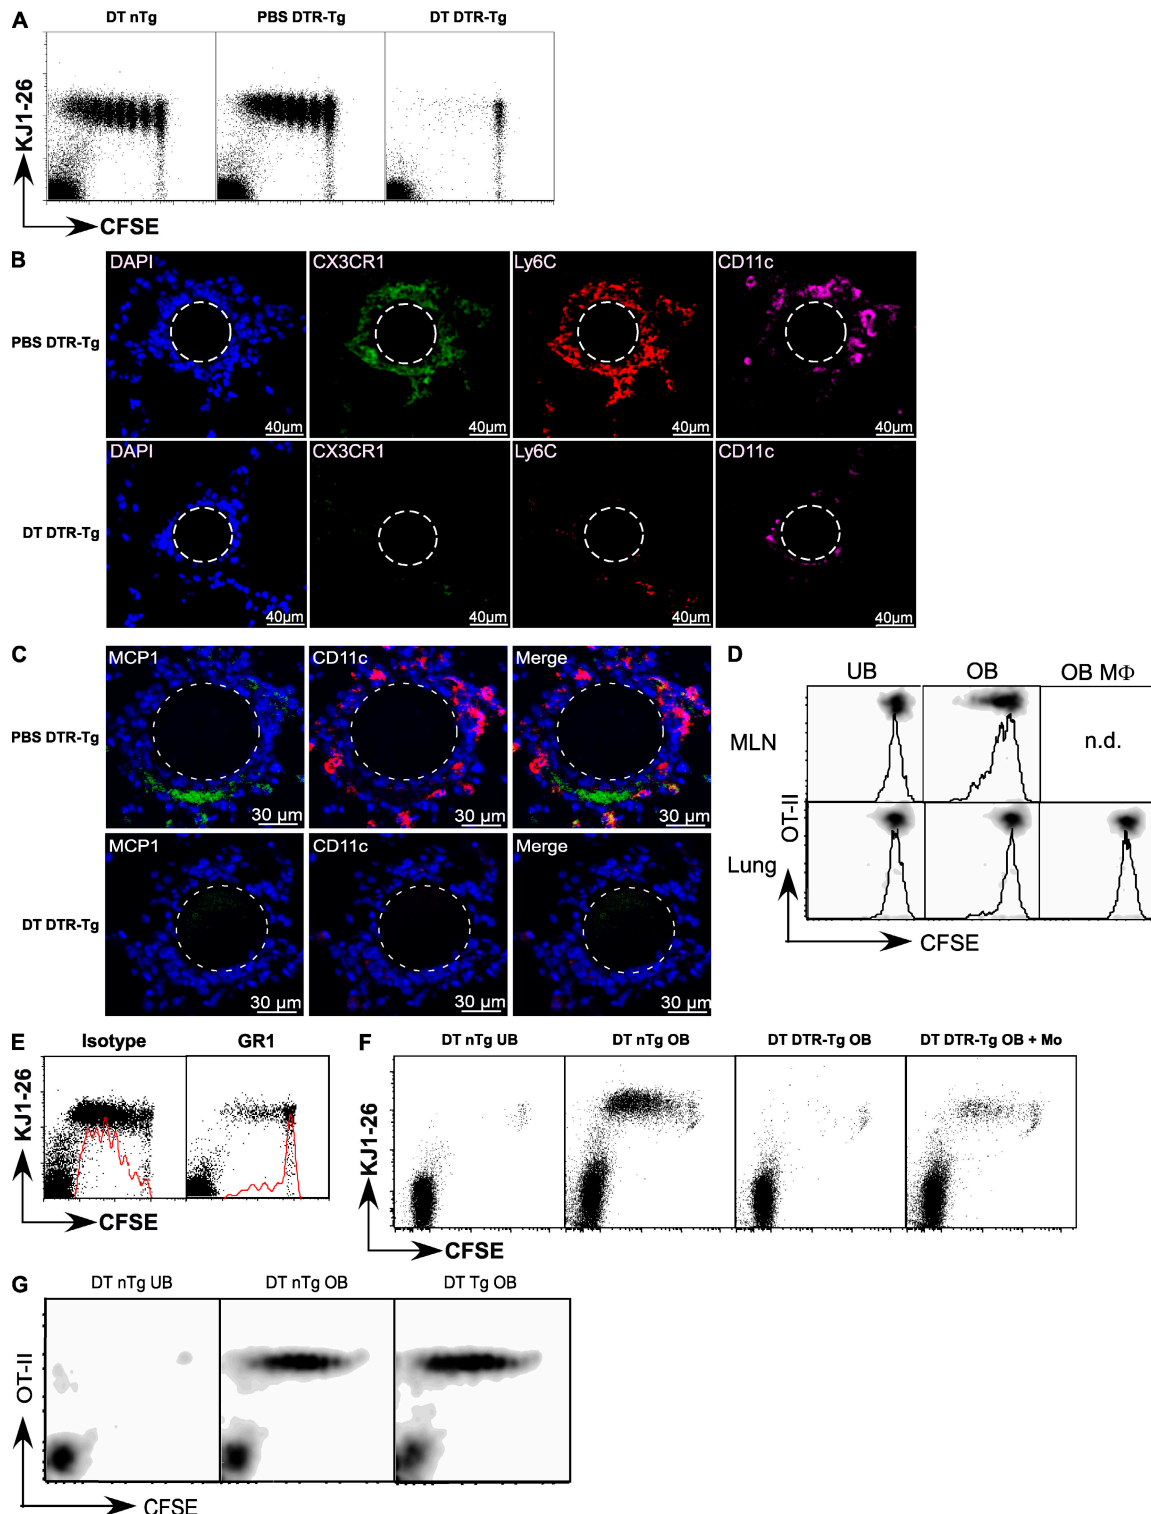 A
DT nTg
PBS DTR-Tg
DT DTR-Tg
KJ1-26
CFSE
B
DAPI
CX3CR1
Ly6C
CD11c
PBS DTR-Tg
40µm
40µm
40µm
40µm
DAPI
CX3CR1
Ly6C
CD11c
DT DTR-Tg
40µm
40µm
40µm
40µm
C
MCP1
CD11c
Merge
PBS DTR-Tg
30 µm
30 µm
30 µm
MCP1
CD11c
Merge
DT DTR-Tg
30 µm
30 µm
30 µm
D
UB
OB
OB MΦ
MLN
n.d.
OT-II
Lung
CFSE
E
Isotype
GR1
KJ1-26
CFSE
F
DT nTg UB
DT nTg OB
DT DTR-Tg OB
DT DTR-Tg OB + Mo
KJ1-26
CFSE
G
DT nTg UB
DT nTg OB
DT Tg OB
OT-II
CFSE